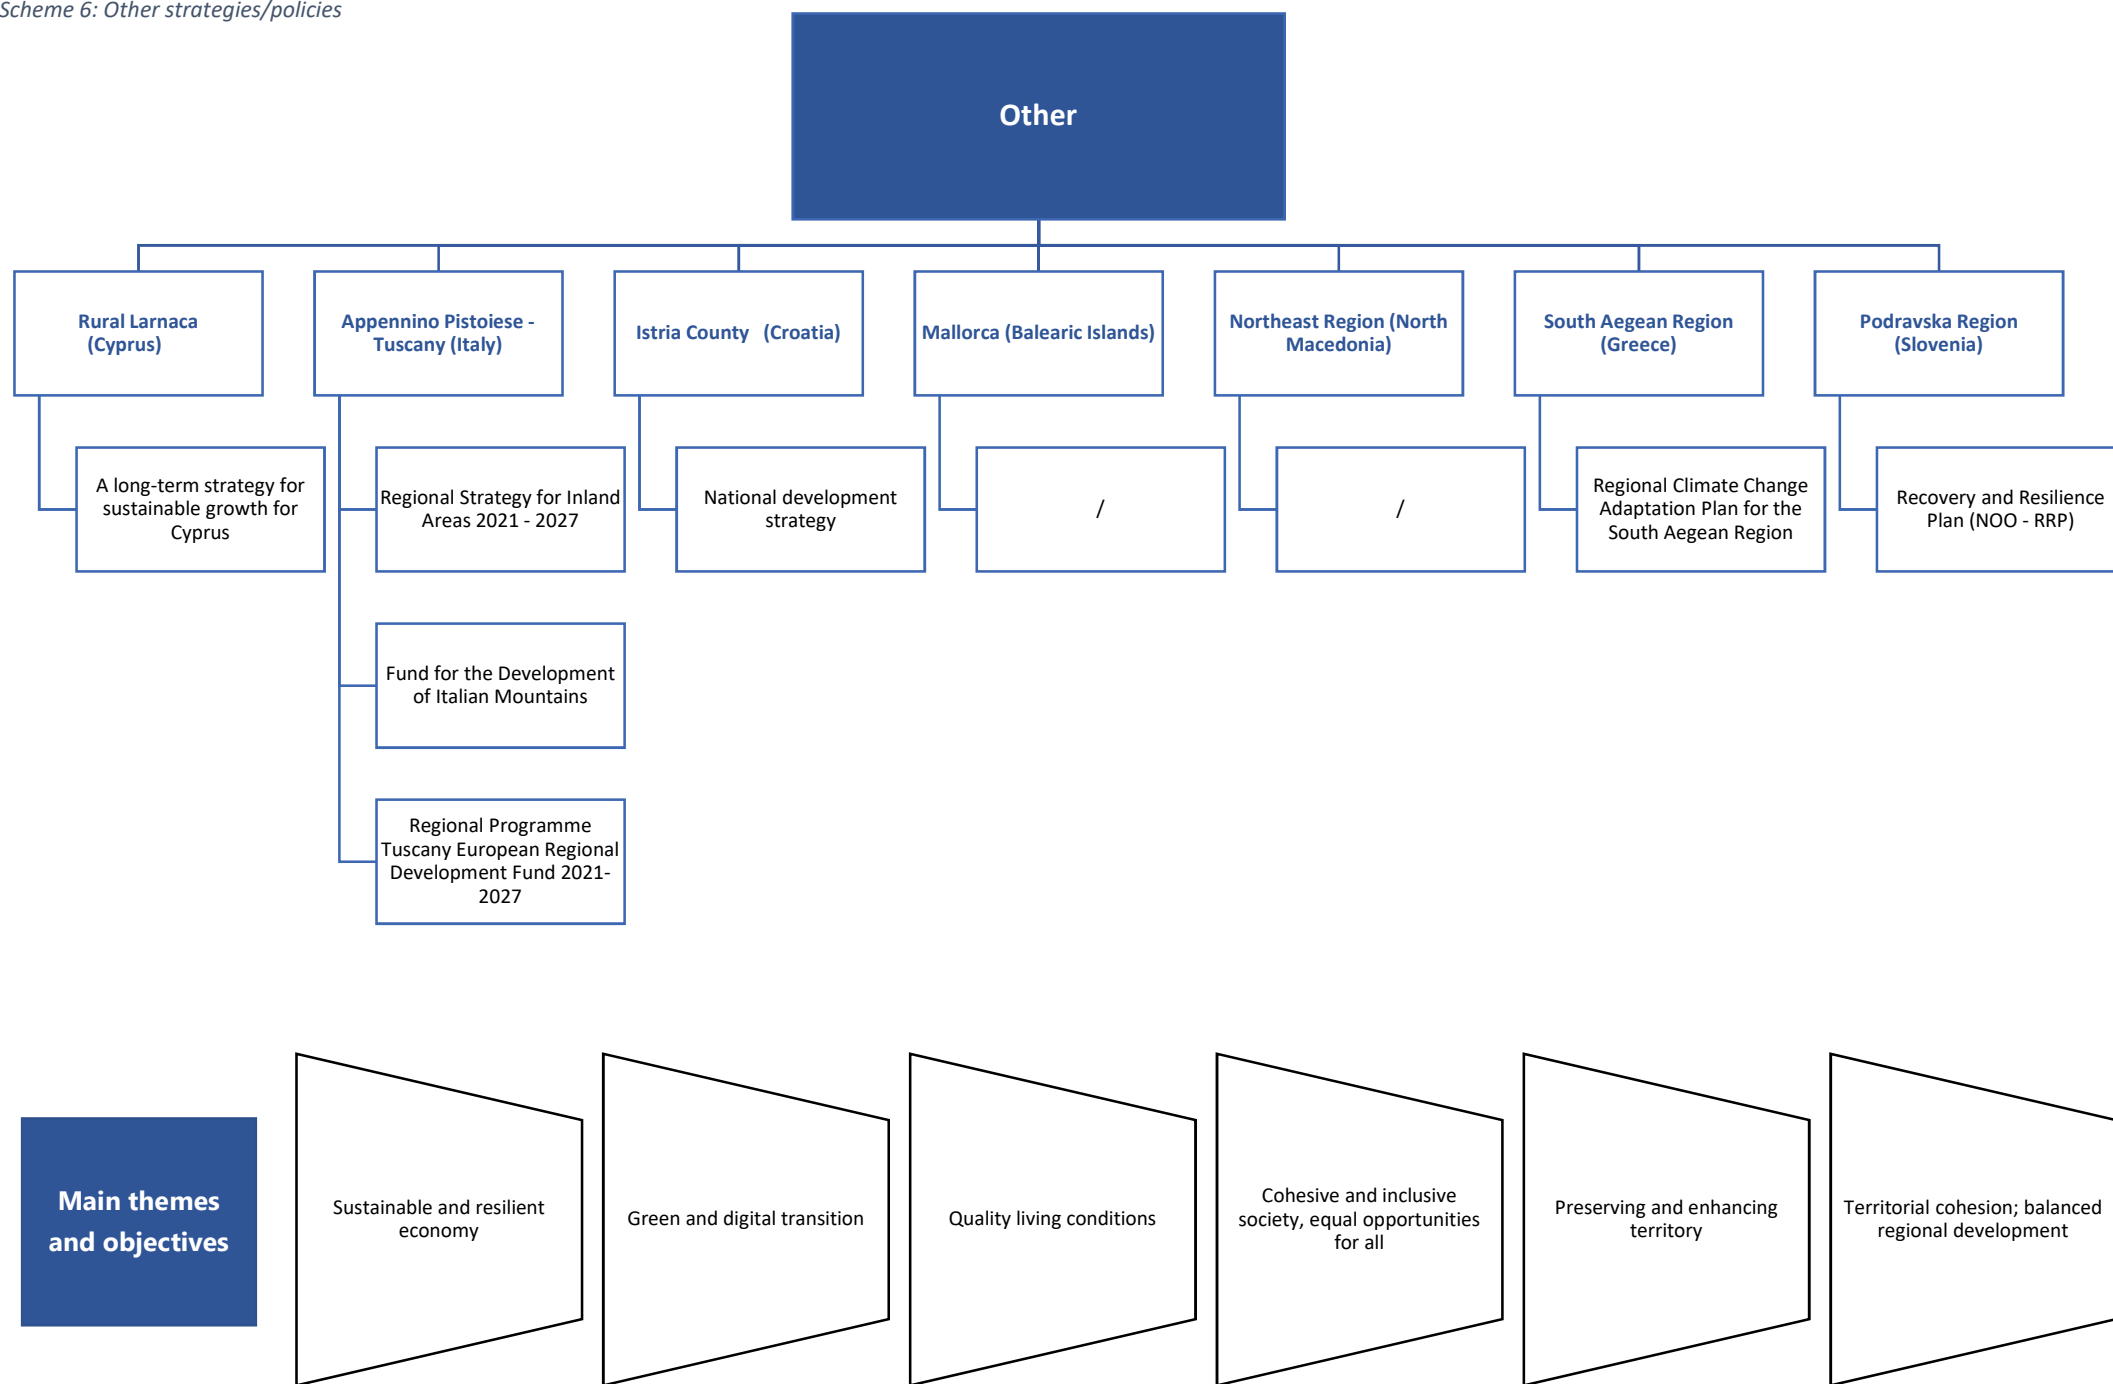 Scheme 6: Other strategies/policies
Other
Rural Larnaca
(Cyprus)
Appennino Pistoiese -
Tuscany (Italy)
Istria County (Croatia)
Mallorca (Balearic Islands)
Northeast Region (North
Macedonia)
South Aegean Region
(Greece)
Podravska Region
(Slovenia)
A long-term strategy for
sustainable growth for
Cyprus
Regional Strategy for Inland
Areas 2021 - 2027
National development
strategy
/
/
Regional Climate Change
Adaptation Plan for the
South Aegean Region
Recovery and Resilience
Plan (NOO - RRP)
Fund for the Development
of Italian Mountains
Regional Programme
Tuscany European Regional
Development Fund 2021-
2027
Main themes
and objectives
Sustainable and resilient
economy
Green and digital transition
Quality living conditions
Cohesive and inclusive
society, equal opportunities
for all
Preserving and enhancing
territory
Territorial cohesion; balanced
regional development